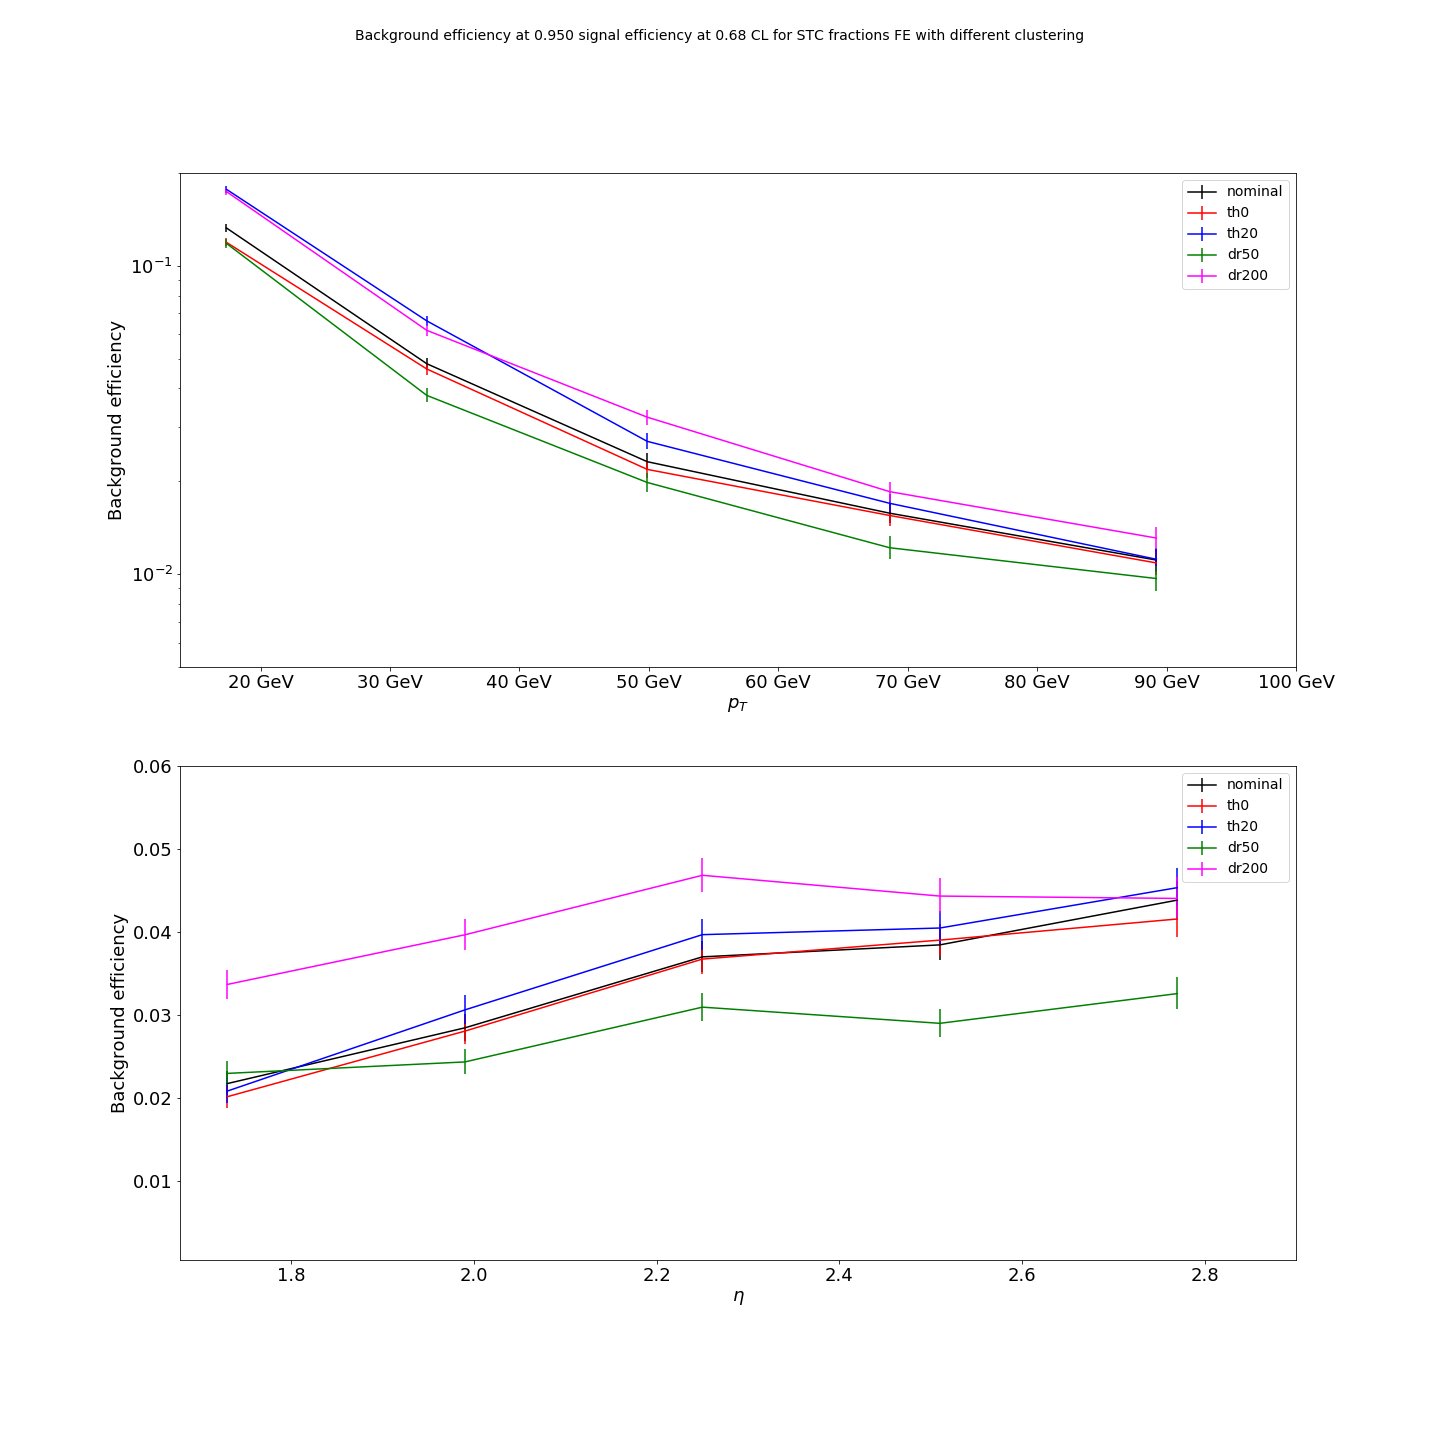 Background efficiency at 0.950 signal efficiency at 0.68 CL for STC fractions FE with different clustering
nominal
th0
th20
dr50
dr200
10⁻¹
10⁻²
Background efficiency
20 GeV 30 GeV 40 GeV 50 GeV 60 GeV 70 GeV 80 GeV 90 GeV 100 GeV
p_T
nominal
th0
th20
dr50
dr200
0.06
0.05
0.04
0.03
0.02
0.01
Background efficiency
1.8 2.0 2.2 2.4 2.6 2.8
η